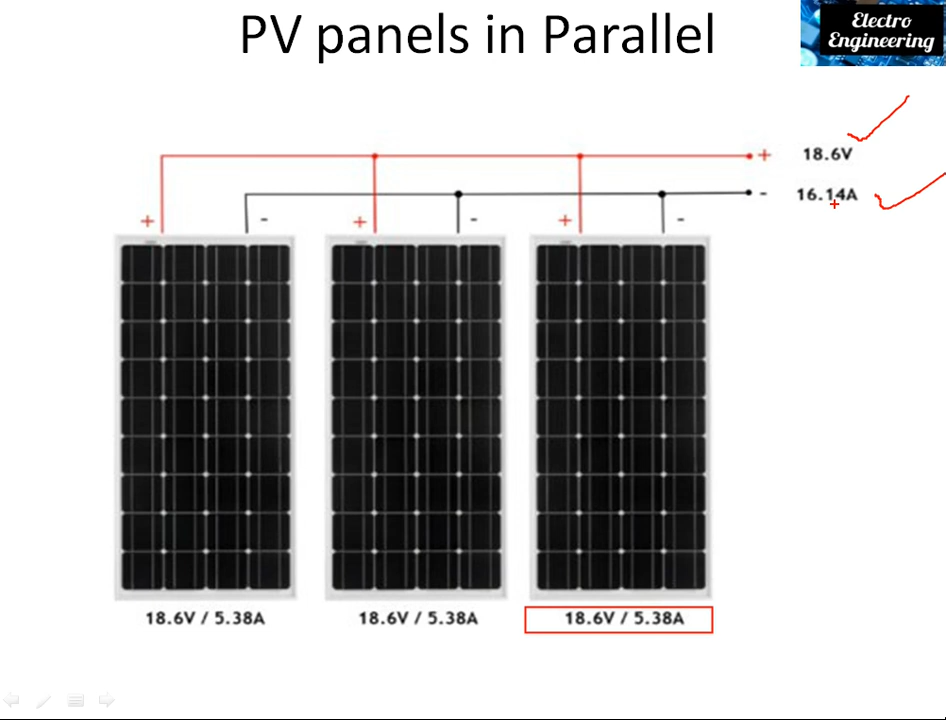 PV panels in Parallel
Electro
Engineering
+ 18.6V
- 16.14A
+ - + - + -
18.6V / 5.38A
18.6V / 5.38A
18.6V / 5.38A